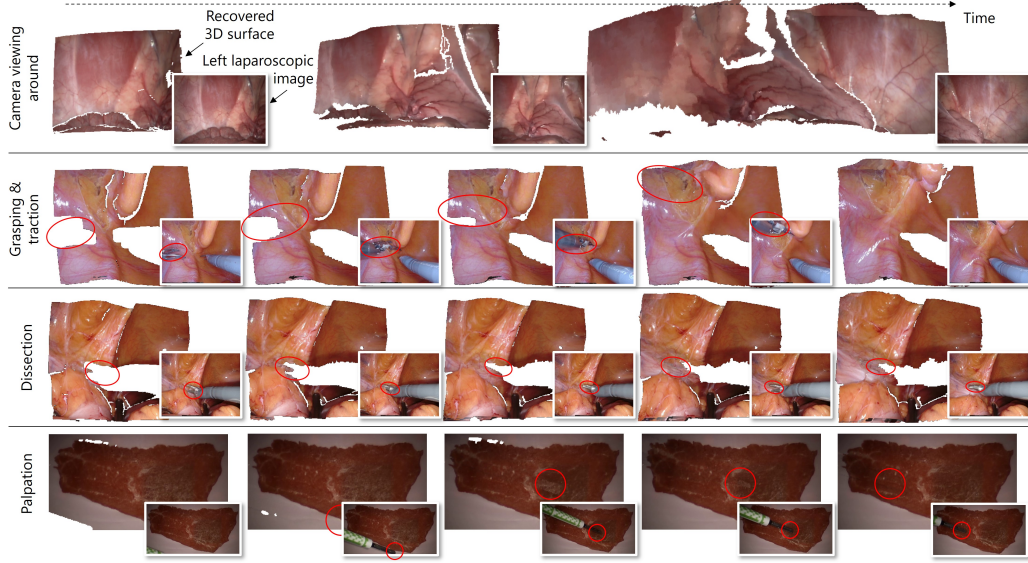 Time
Recovered
3D surface
Left laparoscopic
image
Camera viewing
around
Grasping &
traction
Dissection
Palpation